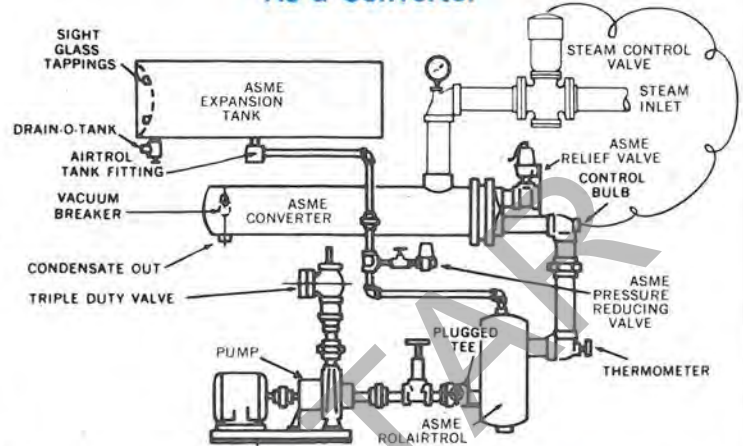 As a Converter
SIGHT
GLASS
TAPPINGS
ASME
EXPANSION
TANK
STEAM CONTROL
VALVE
STEAM
INLET
DRAIN-O-TANK
AIRTROL
TANK FITTING
ASME
RELIEF VALVE
CONTROL
BULB
VACUUM
BREAKER
ASME
CONVERTER
CONDENSATE OUT
TRIPLE DUTY VALVE
ASME
PRESSURE
REDUCING
VALVE
PUMP
PLUGGED
TEE
THERMOMETER
ASME
ROLAIRTROL
TAR